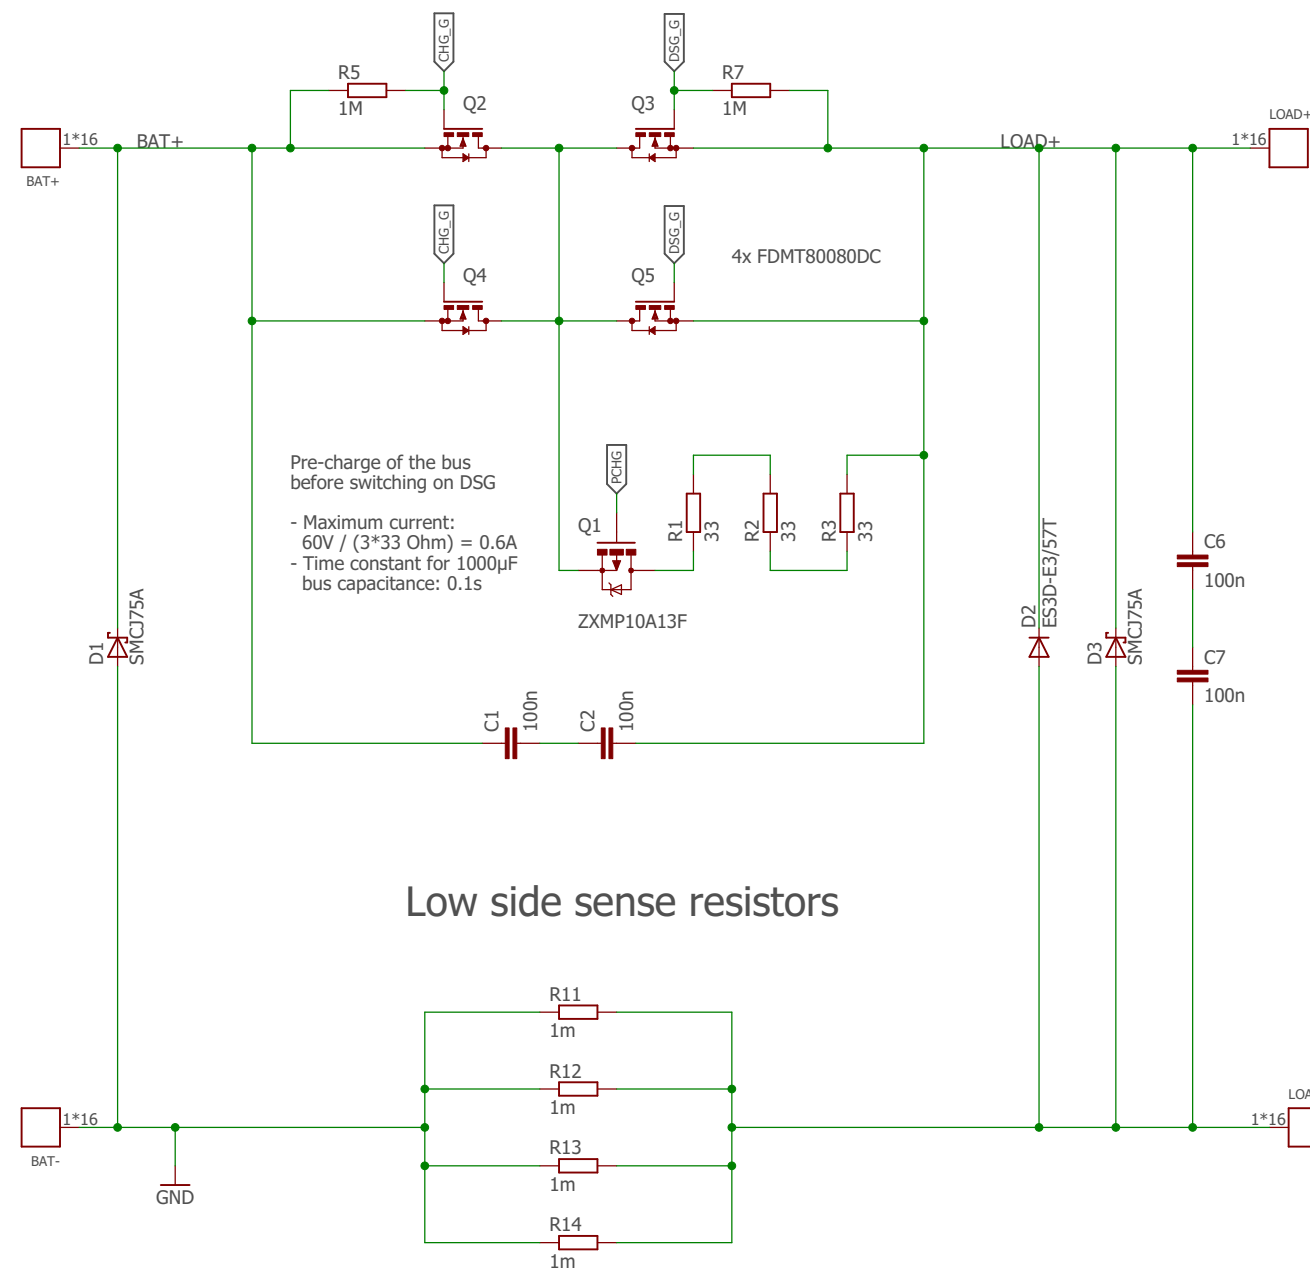 CHG_G
DSG_G
R5
1M
Q2
Q3
R7
1M
LOAD+
1*16
BAT+
BAT+
LOAD+
1*16
CHG_G
DSG_G
Q4
Q5
4x FDMT80080DC
Pre-charge of the bus
before switching on DSG
- Maximum current:
60V / (3*33 Ohm) = 0.6A
- Time constant for 1000µF
bus capacitance: 0.1s
PCHG
Q1
R1
33
R2
33
R3
33
ZXMP10A13F
D1
SMCJ75A
D2
ES3D-E3/57T
D3
SMCJ75A
C6
100n
C7
100n
C1
100n
C2
100n
Low side sense resistors
R11
1m
R12
1m
R13
1m
R14
1m
1*16
BAT-
GND
LOA
1*16